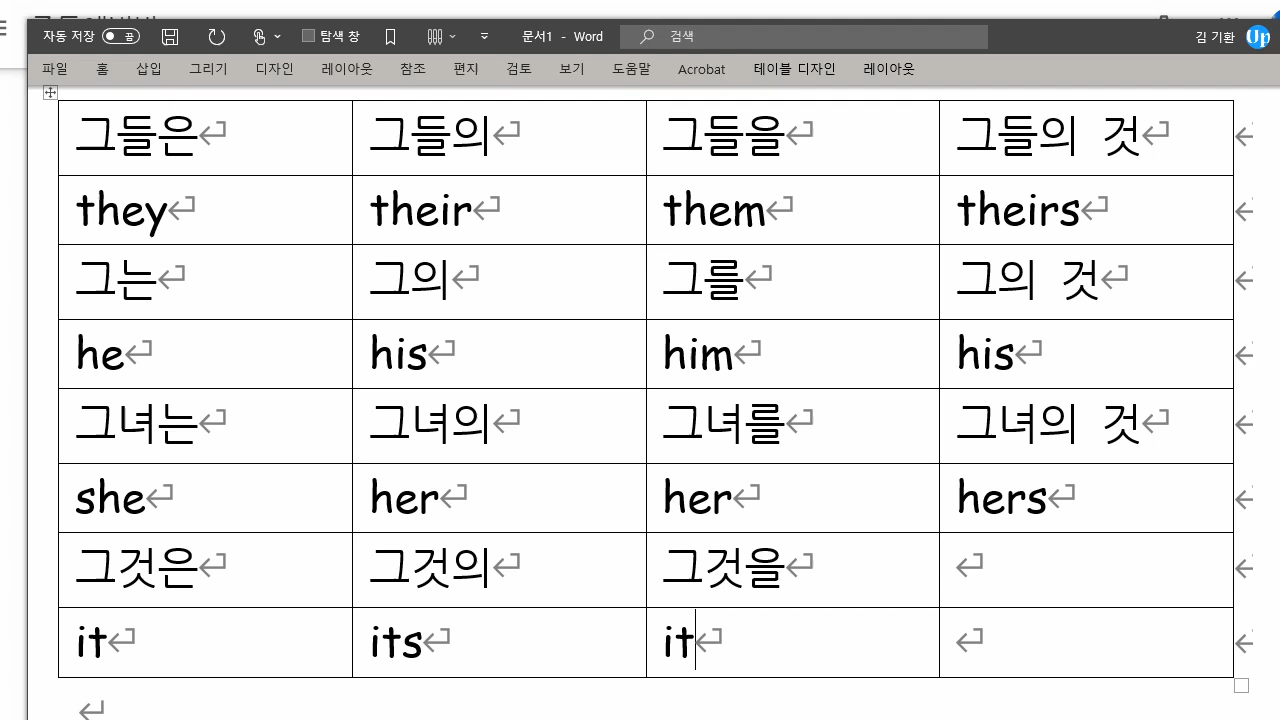 자동 저장 끔 탐색 창 문서1 - Word 검색 김 기환 Up
파일 홈 삽입 그리기 디자인 레이아웃 참조 편지 검토 보기 도움말 Acrobat 테이블 디자인 레이아웃
그들은 그들의 그들을 그들의 것
they their them theirs
그는 그의 그를 그의 것
he his him his
그녀는 그녀의 그녀를 그녀의 것
she her her hers
그것은 그것의 그것을
it its it